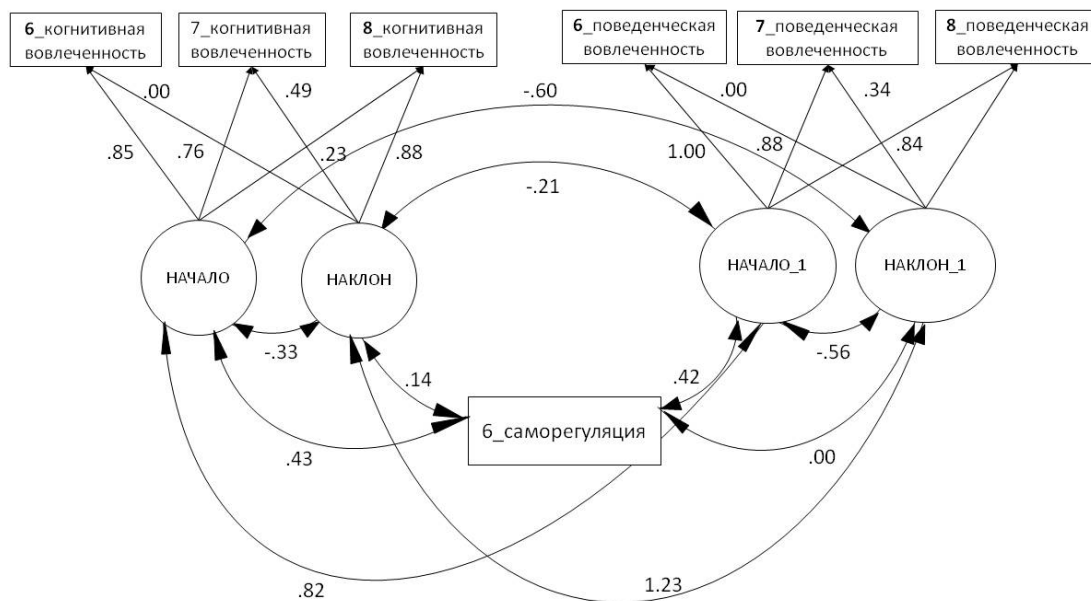 6_когнитивная
вовлеченность
7_когнитивная
вовлеченность
8_когнитивная
вовлеченность
6_поведенческая
вовлеченность
7_поведенческая
вовлеченность
8_поведенческая
вовлеченность
.00
.49
-.60
.00
.34
.85
.76
.23
.88
1.00
.88
.84
-.21
НАЧАЛО
НАКЛОН
НАЧАЛО_1
НАКЛОН_1
-.33
-.56
.14
.42
6_саморегуляция
.43
.00
.82
1.23